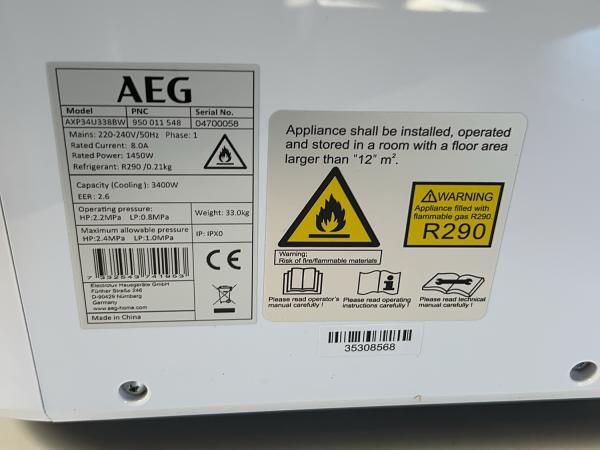 AEG
Model PNC Serial No.
AXP34U338BW 950 011 548 04700058
Mains: 220-240V/50Hz Phase: 1
Rated Current: 8.0A
Rated Power: 1450W
Refrigerant: R290 /0.21kg
Capacity (Cooling): 3400W
EER: 2.6
Operating pressure:
HP:2.2MPa LP:0.8MPa
Weight: 33.0kg
Maximum allowable pressure
HP:2.4MPa LP:1.0MPa
IP: IPX0
CE
7 332543 741953
Electrolux Hausgeräte GmbH
Fürther Straße 246
D-90429 Nürnberg
Germany
www.aeg-home.com
Made in China
Appliance shall be installed, operated
and stored in a room with a floor area
larger than "12" m².
WARNING
Appliance filled with
flammable gas R290.
R290
Warning;
Risk of fire/flammable materials
Please read operator's
manual carefully !
Please read operating
instructions carefully !
Please read technical
manual carefully !
35308568